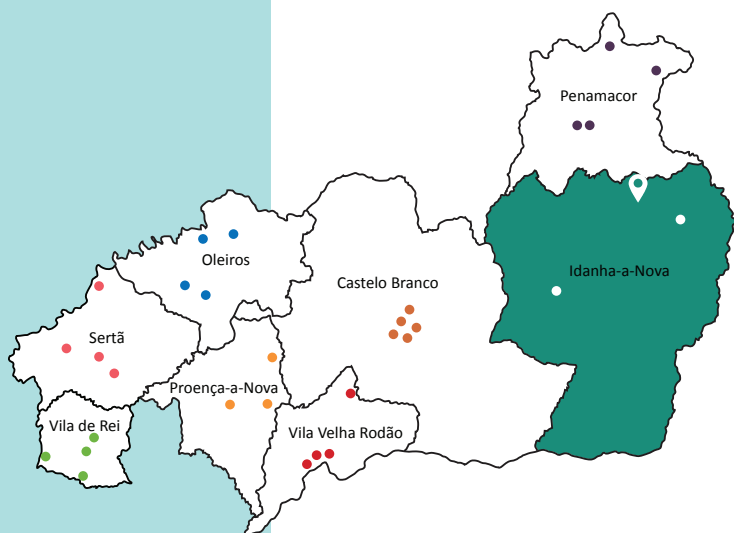 Penamacor
Oleiros
Idanha-a-Nova
Castelo Branco
Sertã
Proença-a-Nova
Vila de Rei
Vila Velha Rodão